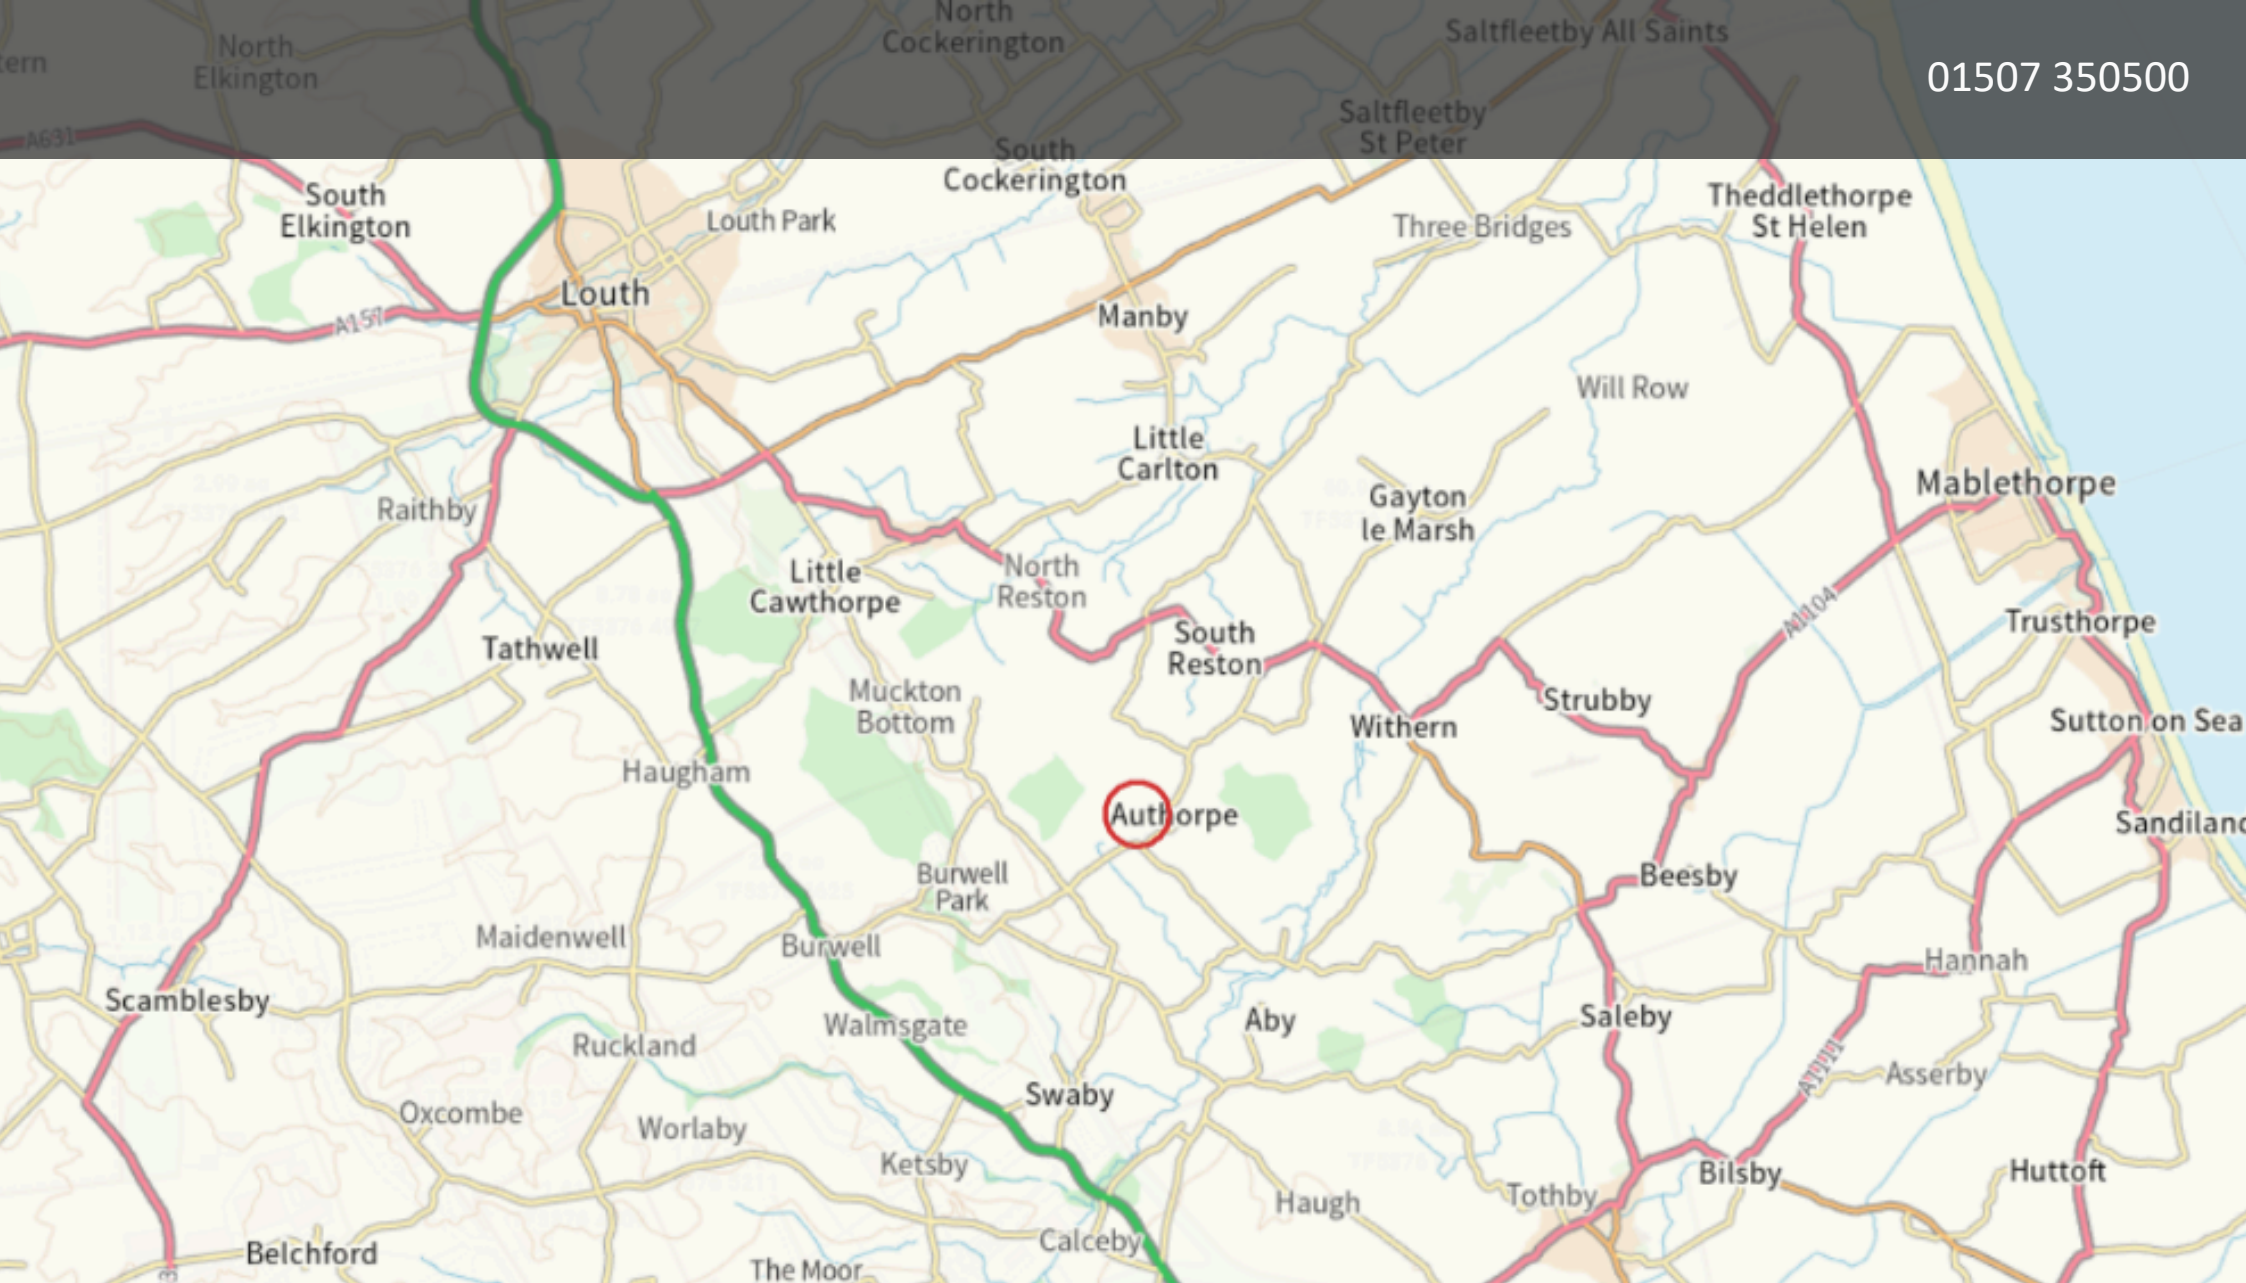 North
Cockerington
Saltfleetby All Saints
North
Elkington
tern
01507 350500
Saltfleetby
St Peter
A631
South
Cockerington
South
Elkington
Louth Park
Three Bridges
Theddlethorpe
St Helen
Louth
A157
Manby
Will Row
Little
Carlton
Raithby
Gayton
le Marsh
Mablethorpe
Little
Cawthorpe
North
Reston
A1104
Trusthorpe
Tathwell
South
Reston
Muckton
Bottom
Strubby
Withern
Sutton on Sea
Haugham
Authorpe
Sandiland
Burwell
Park
Beesby
Maidenwell
Burwell
Hannah
Scamblesby
Walmsgate
Aby
Saleby
Ruckland
A1111
Asserby
Swaby
Oxcombe
Worlaby
Ketsby
Haugh
Tothby
Bilsby
Huttoft
Belchford
Calceby
The Moor